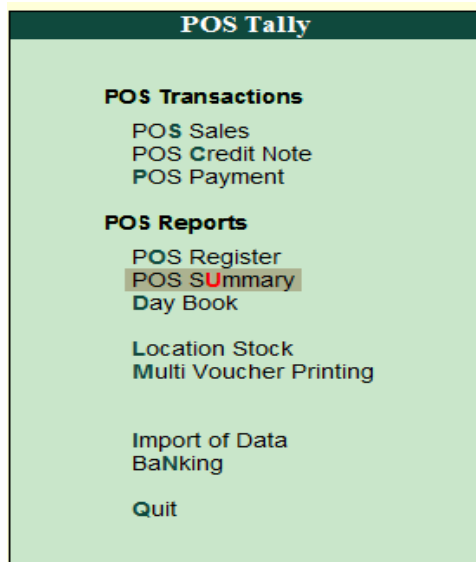 POS Tally
POS Transactions
POS Sales
POS Credit Note
POS Payment
POS Reports
POS Register
POS SUmmary
Day Book
Location Stock
Multi Voucher Printing
Import of Data
BaNking
Quit